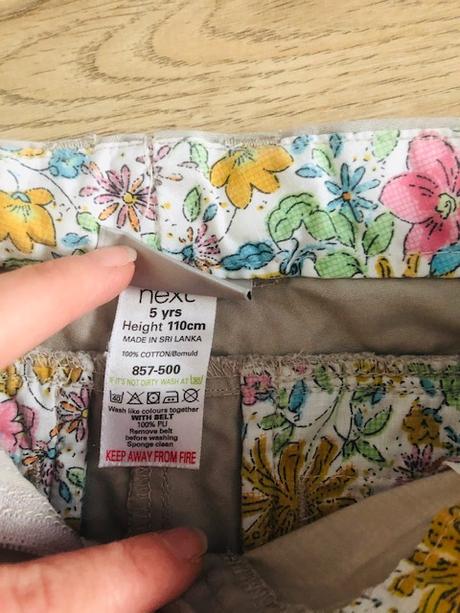 next
5 yrs
Height 110cm
MADE IN SRI LANKA
100% COTTON/Bomuld
857-500
IF IT'S NOT DIRTY WASH AT
40
Wash like colours together
WITH BELT
100% PU
Remove belt
before washing
Sponge clean
KEEP AWAY FROM FIRE